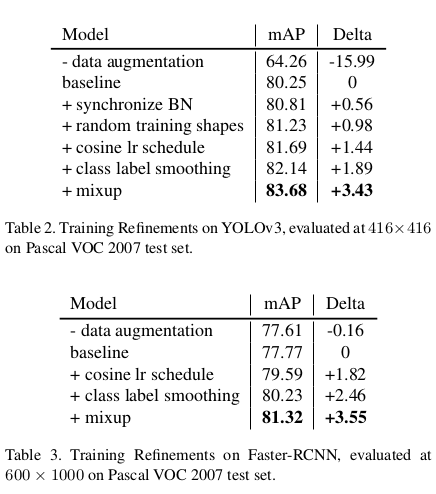 Model mAP Delta
- data augmentation 64.26 -15.99
baseline 80.25 0
+ synchronize BN 80.81 +0.56
+ random training shapes 81.23 +0.98
+ cosine lr schedule 81.69 +1.44
+ class label smoothing 82.14 +1.89
+ mixup 83.68 +3.43
Table 2. Training Refinements on YOLOv3, evaluated at 416×416
on Pascal VOC 2007 test set.
Model mAP Delta
- data augmentation 77.61 -0.16
baseline 77.77 0
+ cosine lr schedule 79.59 +1.82
+ class label smoothing 80.23 +2.46
+ mixup 81.32 +3.55
Table 3. Training Refinements on Faster-RCNN, evaluated at
600 × 1000 on Pascal VOC 2007 test set.